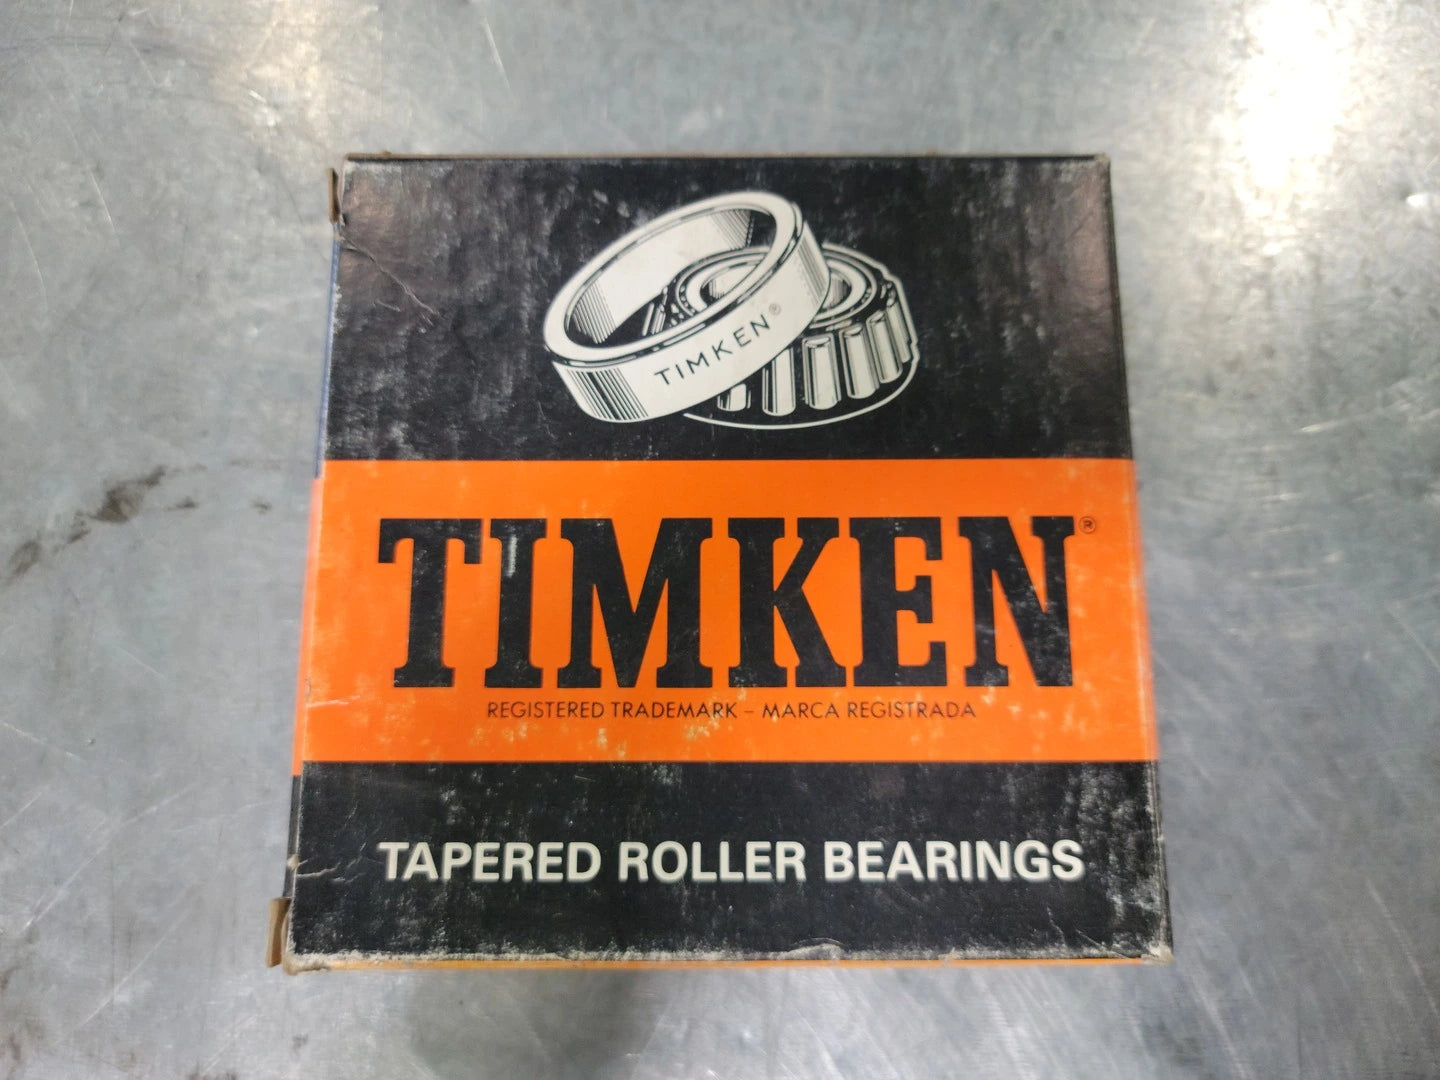 TIMKEN®
TIMKEN®
REGISTERED TRADEMARK – MARCA REGISTRADA
TAPERED ROLLER BEARINGS